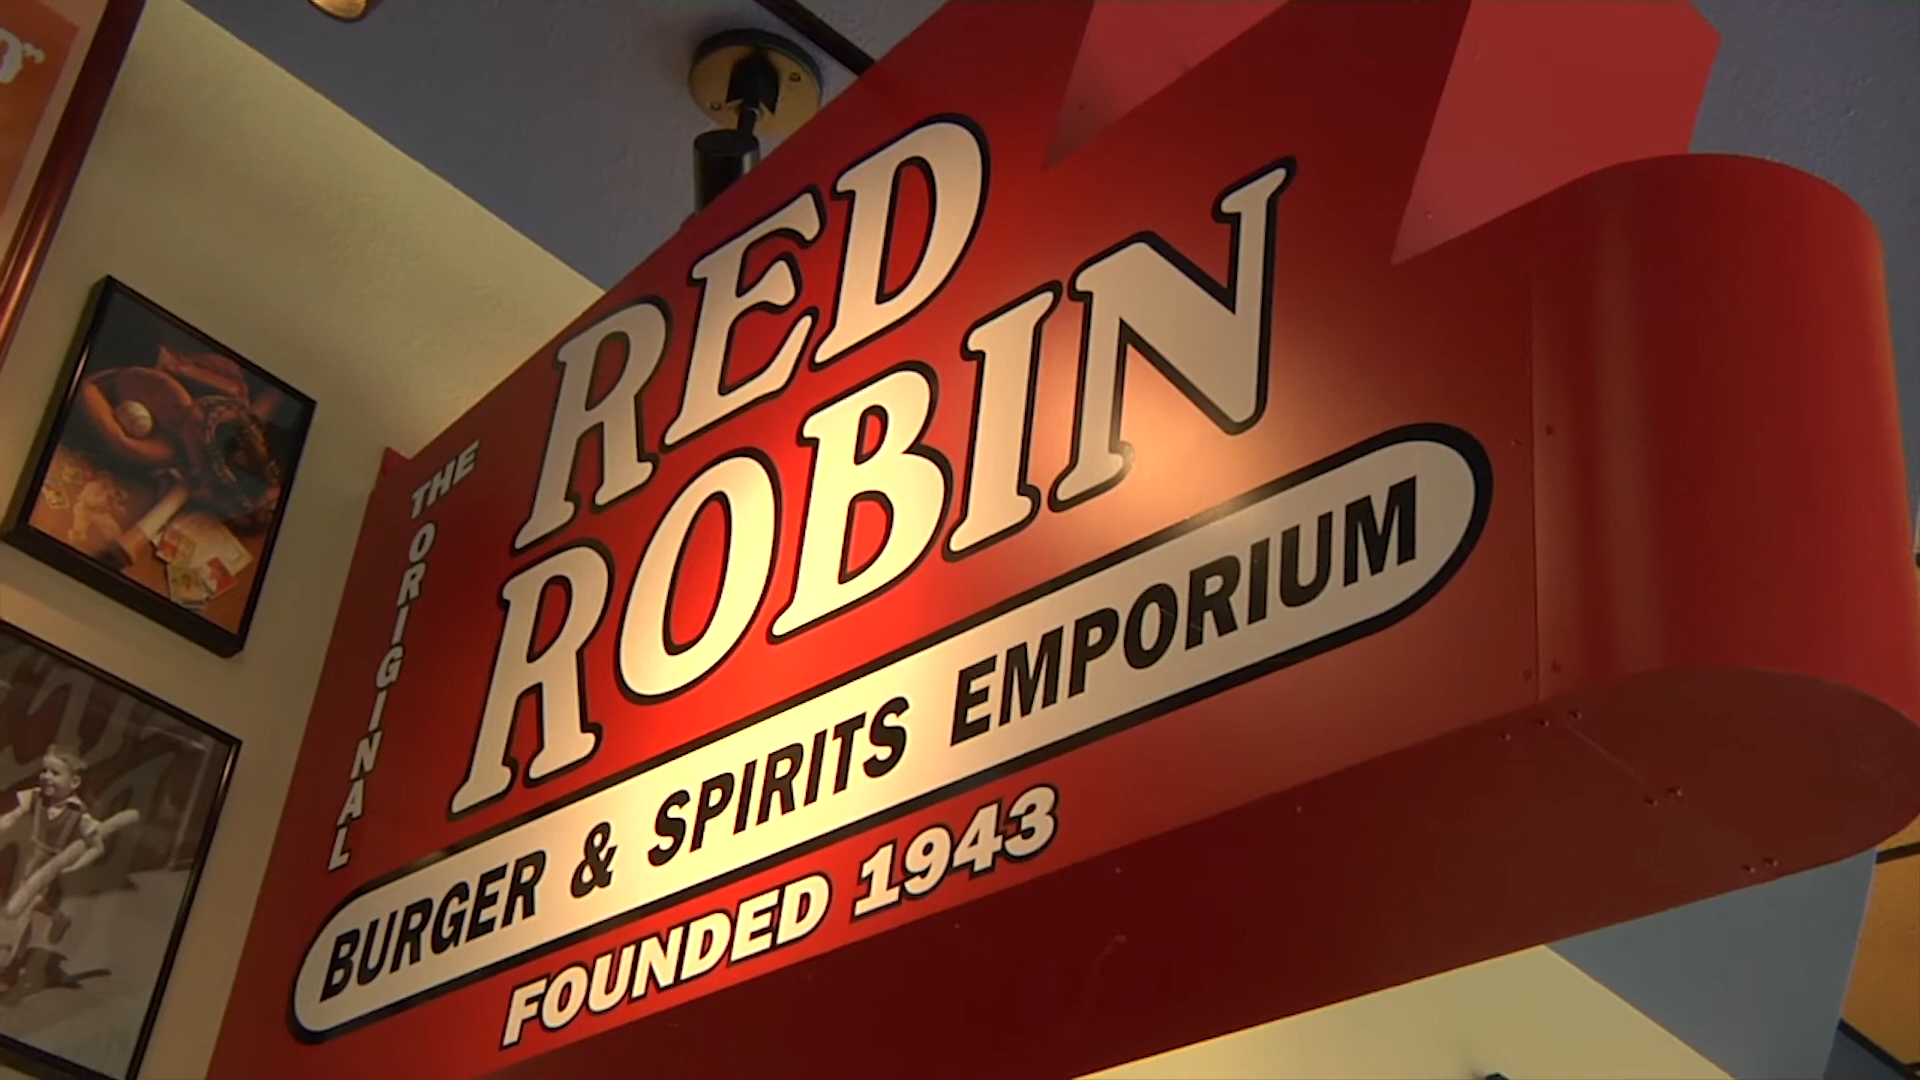 THE ORIGINAL
RED
ROBIN
BURGER & SPIRITS EMPORIUM
FOUNDED 1943